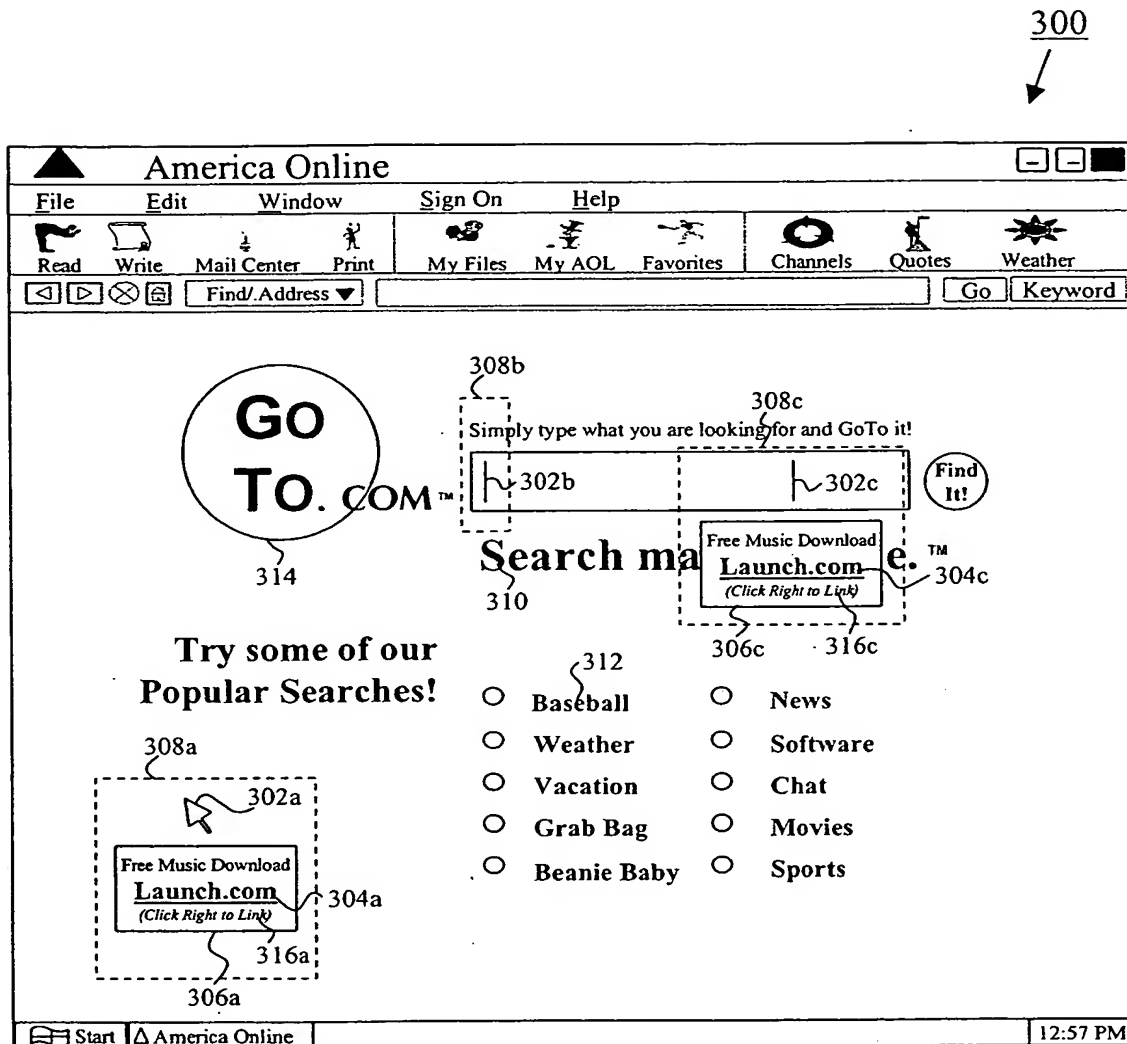 300
America Online
File Edit Window Sign On Help
Read Write Mail Center Print My Files My AOL Favorites Channels Quotes Weather
Find/.Address Go Keyword
308b
308c
GO
TO. COM™
Simply type what you are looking for and GoTo it!
302b 302c
Find
It!
314
Search ma e.™
310
Free Music Download
Launch.com
(Click Right to Link)
304c
306c 316c
Try some of our
Popular Searches!
312
Baseball News
Weather Software
Vacation Chat
Grab Bag Movies
Beanie Baby Sports
308a
302a
Free Music Download
Launch.com
(Click Right to Link)
304a
316a
306a
Start America Online 12:57 PM